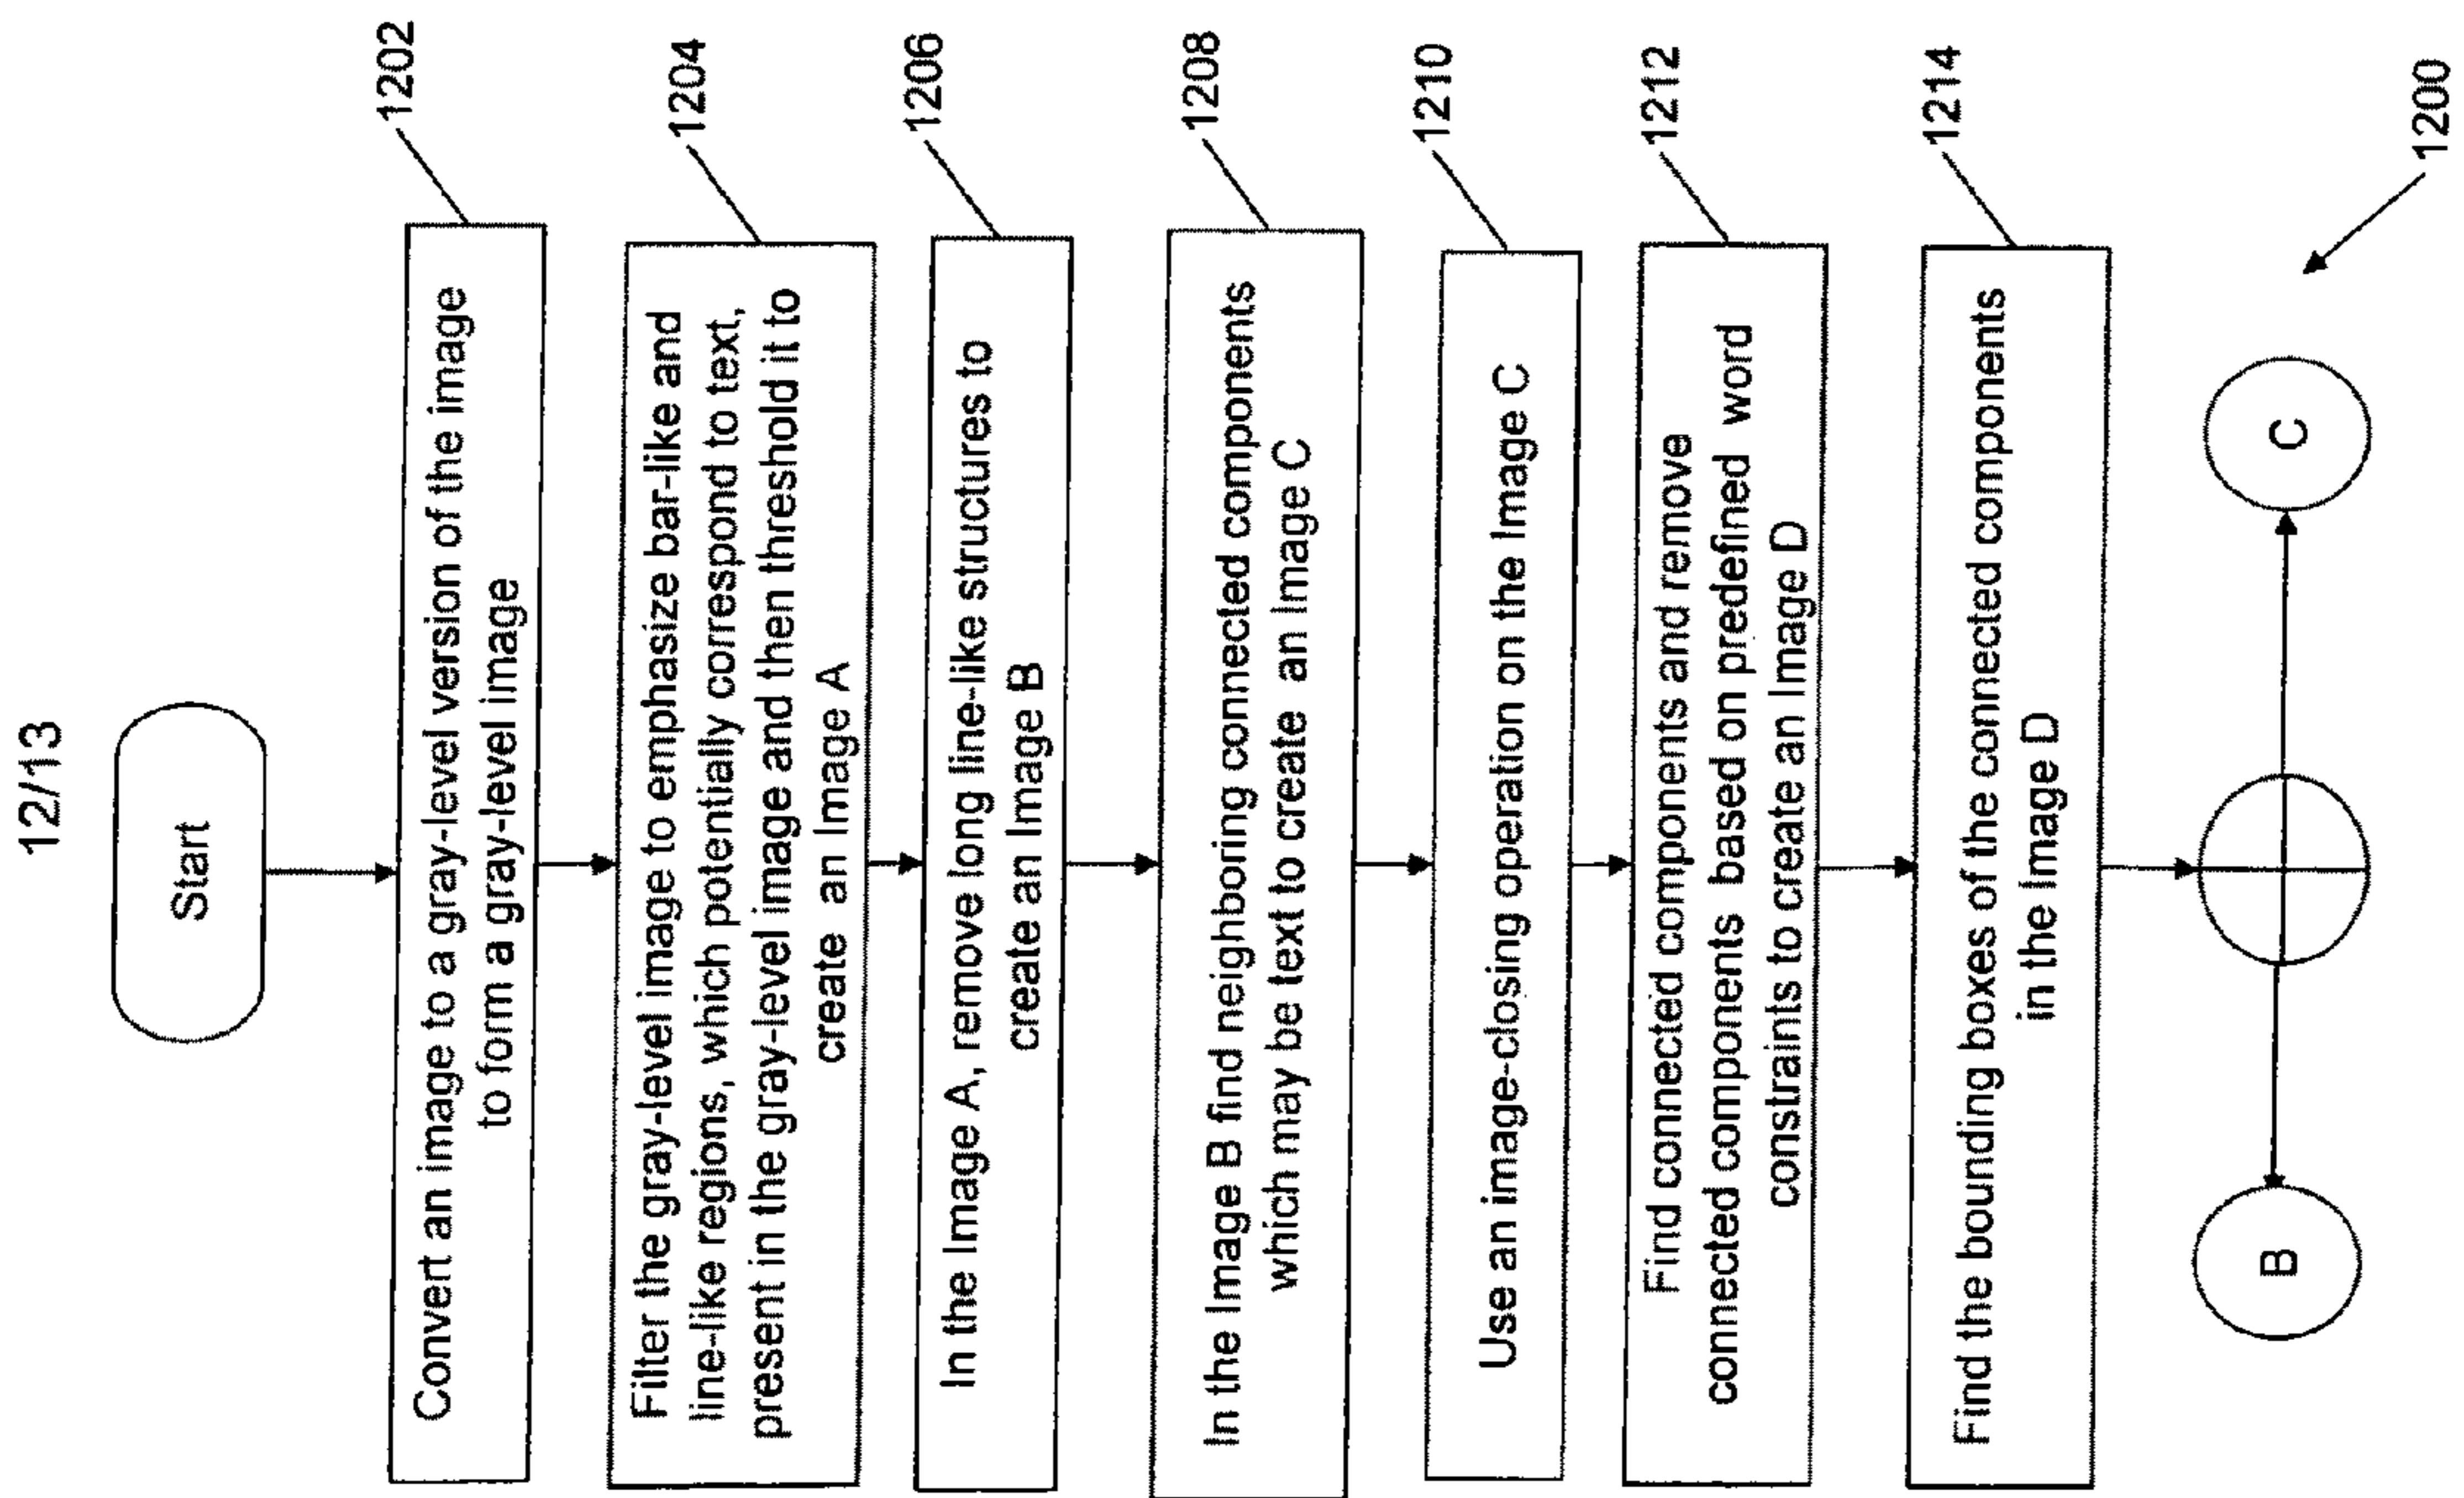 12/13
Start
Convert an image to a gray-level version of the image
to form a gray-level image
1202
Filter the gray-level image to emphasize bar-like and
line-like regions, which potentially correspond to text,
present in the gray-level image and then threshold it to
create an Image A
1204
In the Image A, remove long line-like structures to
create an Image B
1206
In the Image B find neighboring connected components
which may be text to create an Image C
1208
Use an image-closing operation on the Image C
1210
Find connected components and remove
connected components based on predefined word
constraints to create an Image D
1212
Find the bounding boxes of the connected components
in the Image D
1214
B
C
1200